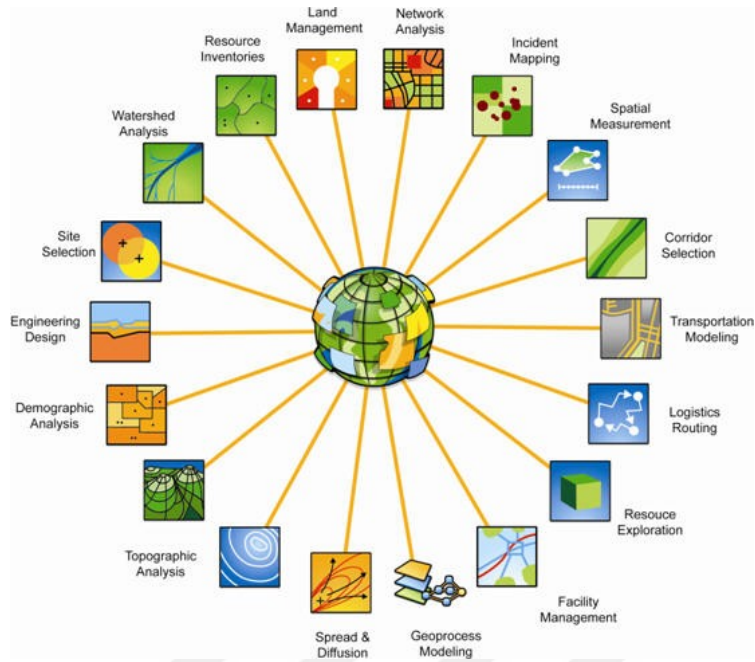 Land
Management
Network
Analysis
Incident
Mapping
Spatial
Measurement
Corridor
Selection
Transportation
Modeling
Logistics
Routing
Resouce
Exploration
Facility
Management
Geoprocess
Modeling
Spread &
Diffusion
Topographic
Analysis
Demographic
Analysis
Engineering
Design
Site
Selection
Watershed
Analysis
Resource
Inventories